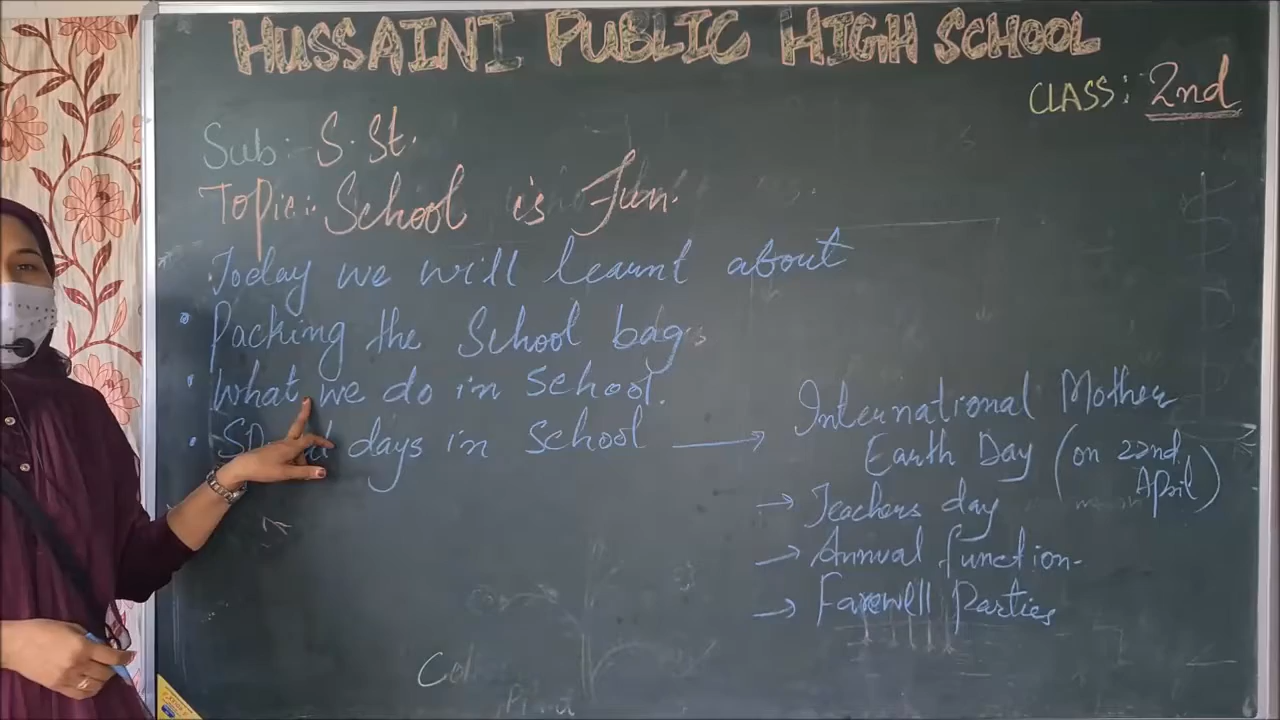 HUSSAINI PUBLIC HIGH SCHOOL
CLASS: 2nd
Sub:- S.St.
Topic:. School is Fun.
Today we will learnt about
• Packing the School bag
• What we do in School.
• days in School → International Mother
Earth Day (on 22nd April)
→ Teachers day
→ Annual function-
→ Farewell Parties